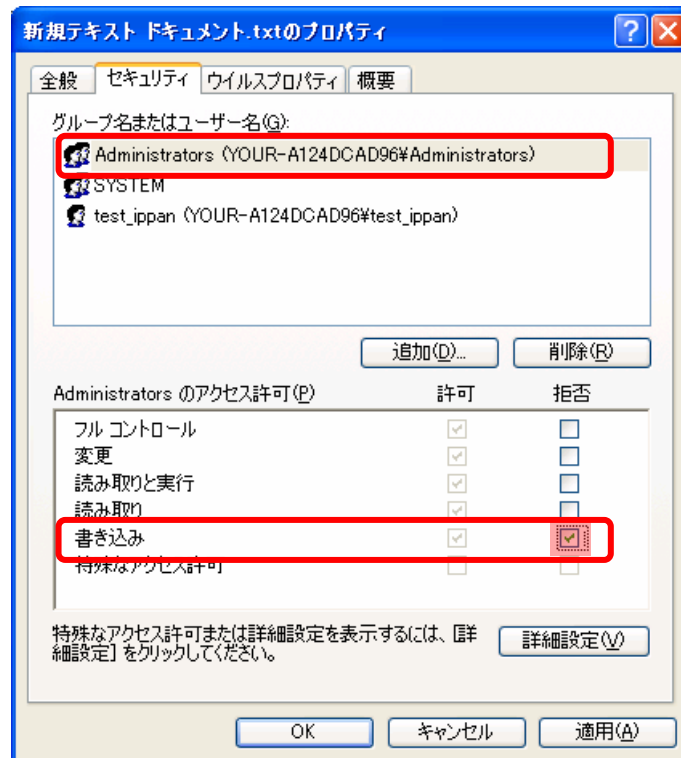 新規テキスト ドキュメント.txtのプロパティ
全般 セキュリティ ウイルスプロパティ 概要
グループ名またはユーザー名(G):
Administrators (YOUR-A124DCAD96¥Administrators)
SYSTEM
test_ippan (YOUR-A124DCAD96¥test_ippan)
追加(D)... 削除(R)
Administrators のアクセス許可(P) 許可 拒否
フル コントロール
変更
読み取りと実行
読み取り
書き込み
特殊なアクセス許可
特殊なアクセス許可または詳細設定を表示するには、[詳
細設定] をクリックしてください。
詳細設定(V)
OK キャンセル 適用(A)